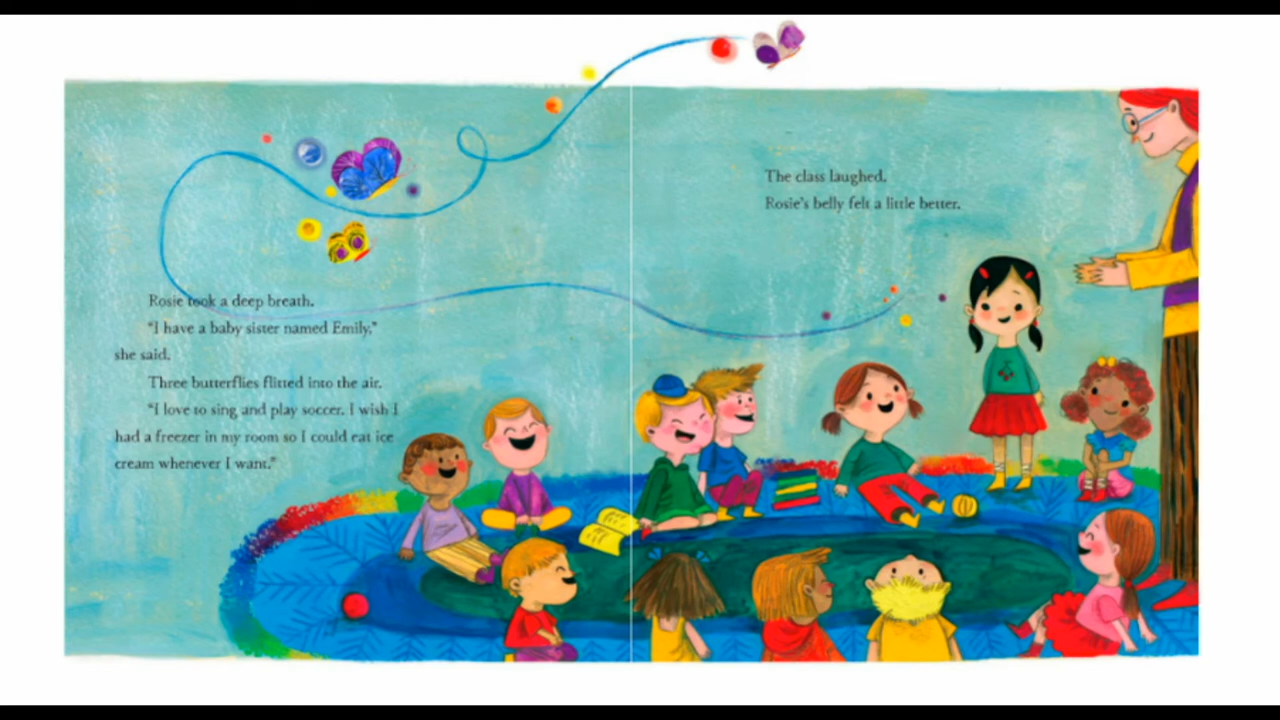 Rosie took a deep breath.
"I have a baby sister named Emily,"
she said.
Three butterflies flitted into the air.
"I love to sing and play soccer. I wish I
had a freezer in my room so I could eat ice
cream whenever I want."
The class laughed.
Rosie's belly felt a little better.